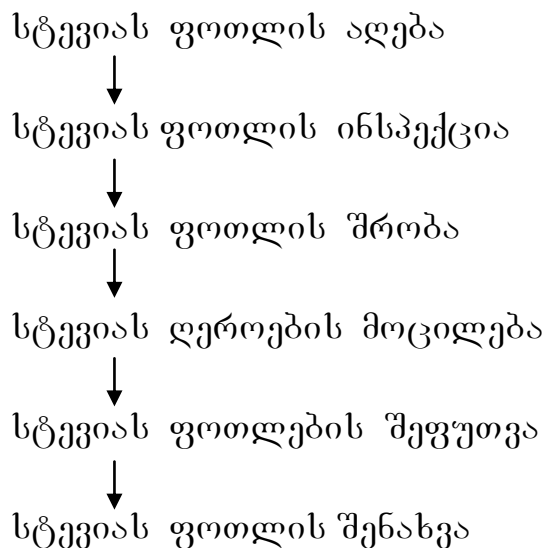 სტევიას ფოთლის აღება
სტევიას ფოთლის ინსპექცია
სტევიას ფოთლის შრობა
სტევიას ღეროების მოცილება
სტევიას ფოთლების შეფუთვა
სტევიას ფოთლის შენახვა